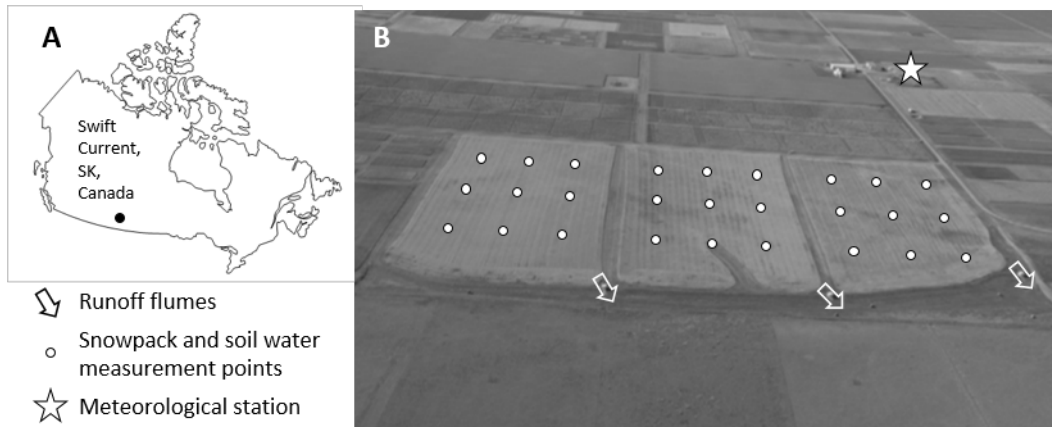 A
B
Swift
Current,
SK,
Canada
Runoff flumes
Snowpack and soil water
measurement points
Meteorological station